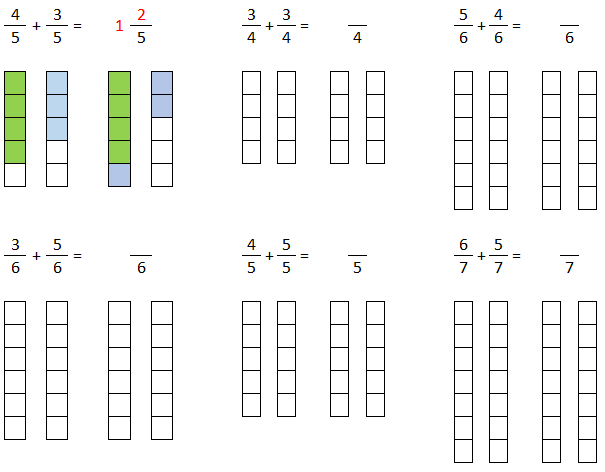 4/5 + 3/5 = 1 2/5
3/4 + 3/4 = /4
5/6 + 4/6 = /6
3/6 + 5/6 = /6
4/5 + 5/5 = /5
6/7 + 5/7 = /7